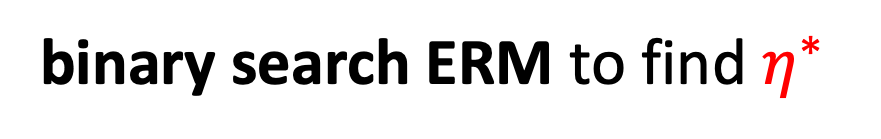 binary search ERM to find η*